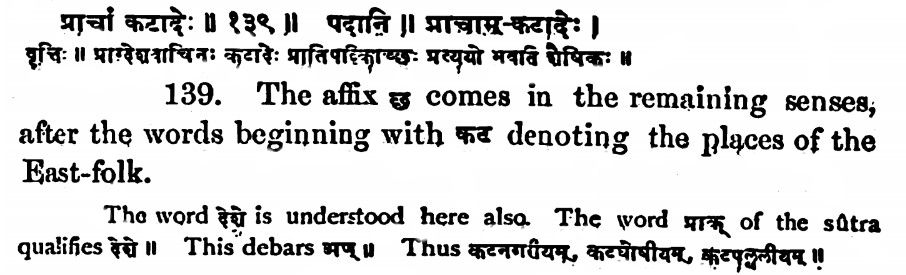 प्राचां कटादेः ॥ १३९ ॥ पदानि ॥ प्राचाम्-कटादेः ।
वृत्तिः ॥ प्राग्देशवाचिनः कटादेः प्रातिपदिकाच्छः प्रत्ययो भवति शैषिकः ॥
139. The affix छ comes in the remaining senses,
after the words beginning with कट denoting the places of the
East-folk.
The word देशे is understood here also. The word प्राक् of the sûtra
qualifies देशे ॥ This debars अण् ॥ Thus कटनगरीयम्, कटघोषीयम्, कटपल्वलीयम् ॥